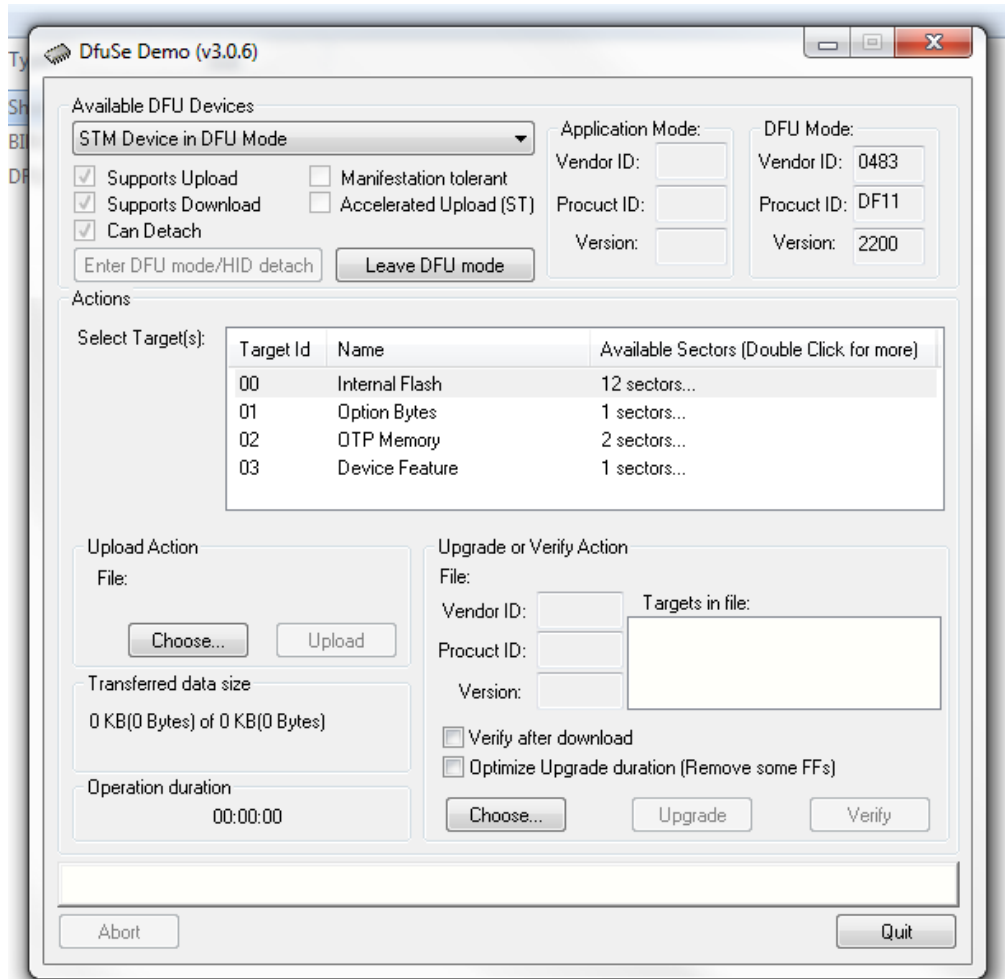 DfuSe Demo (v3.0.6)
Ty
Sh
BI
DF
Available DFU Devices
STM Device in DFU Mode
Supports Upload
Manifestation tolerant
Supports Download
Accelerated Upload (ST)
Can Detach
Enter DFU mode/HID detach
Leave DFU mode
Application Mode:
Vendor ID:
Procuct ID:
Version:
DFU Mode:
Vendor ID: 0483
Procuct ID: DF11
Version: 2200
Actions
Select Target(s):
Target Id Name Available Sectors (Double Click for more)
00 Internal Flash 12 sectors...
01 Option Bytes 1 sectors...
02 OTP Memory 2 sectors...
03 Device Feature 1 sectors...
Upload Action
File:
Choose...
Upload
Transferred data size
0 KB(0 Bytes) of 0 KB(0 Bytes)
Operation duration
00:00:00
Upgrade or Verify Action
File:
Vendor ID:
Procuct ID:
Version:
Targets in file:
Verify after download
Optimize Upgrade duration (Remove some FFs)
Choose...
Upgrade
Verify
Abort
Quit